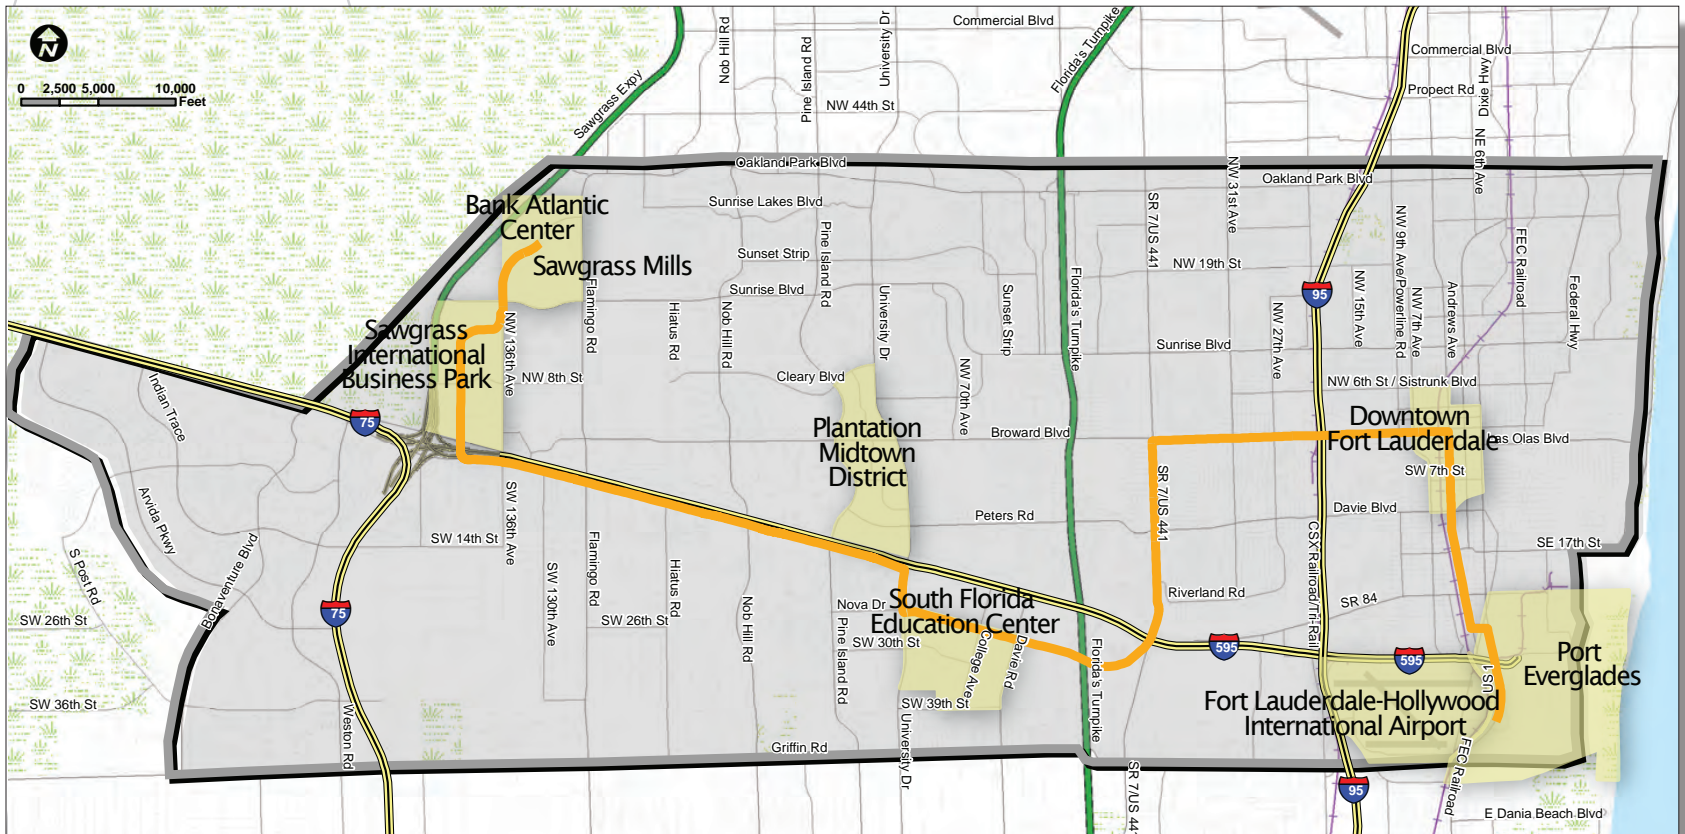 N
0 2,500 5,000 10,000
Feet
Commercial Blvd
Commercial Blvd
Propect Rd
Nob Hill Rd
Pine Island Rd
University Dr
NW 44th St
Sawgrass Expy
Florida's Turnpike
Dixie Hwy
NE 6th Ave
Oakland Park Blvd
Oakland Park Blvd
NW 31st Ave
SR 7/US 441
Bank Atlantic
Center
Sawgrass Mills
Sunrise Lakes Blvd
Sunset Strip
Sunrise Blvd
Pine Island Rd
Flamingo Rd
Hiatus Rd
Nob Hill Rd
University Dr
Sunset Strip
Florida's Turnpike
NW 19th St
95
NW 15th Ave
NW 9th Ave/Powerline Rd
NW 7th Ave
Andrews Ave
FEC Railroad
Federal Hwy
NW 27th Ave
Sunrise Blvd
Sawgrass
International
Business Park
NW 136th Ave
NW 8th St
Cleary Blvd
NW 70th Ave
NW 6th St / Sistrunk Blvd
Indian Trace
75
Plantation
Midtown
District
Broward Blvd
Downtown
Fort Lauderdale
Las Olas Blvd
SW 7th St
Arvida Pkwy
SW 136th Ave
SR 7/US 441
Peters Rd
Davie Blvd
SE 17th St
SW 14th St
S Post Rd
Bonaventure Blvd
SW 130th Ave
Flamingo Rd
Hiatus Rd
Nob Hill Rd
CSX Railroad/Tri-Rail
75
Nova Dr
South Florida
Education Center
Riverland Rd
SR 84
SW 26th St
SW 26th St
SW 30th St
Pine Island Rd
College Ave
Davie Rd
Florida's Turnpike
595
595
US 1
Port
Everglades
SW 36th St
SW 39th St
Fort Lauderdale-Hollywood
International Airport
Weston Rd
Griffin Rd
University Dr
SR 7/US 441
95
FEC Railroad
E Dania Beach Blvd